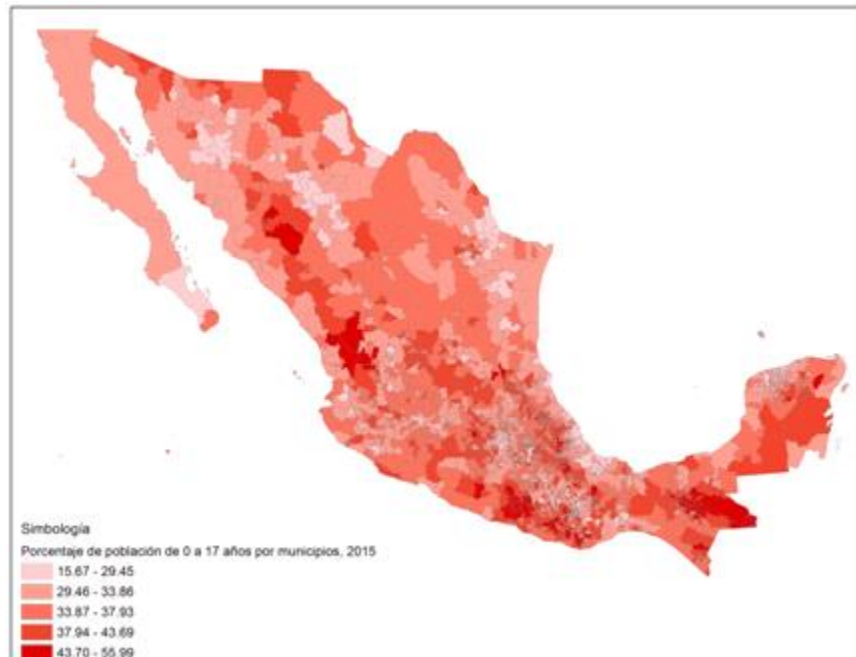 Simbología
Porcentaje de población de 0 a 17 años por municipios, 2015
15.67 - 29.45
29.46 - 33.86
33.87 - 37.93
37.94 - 43.69
43.70 - 55.99